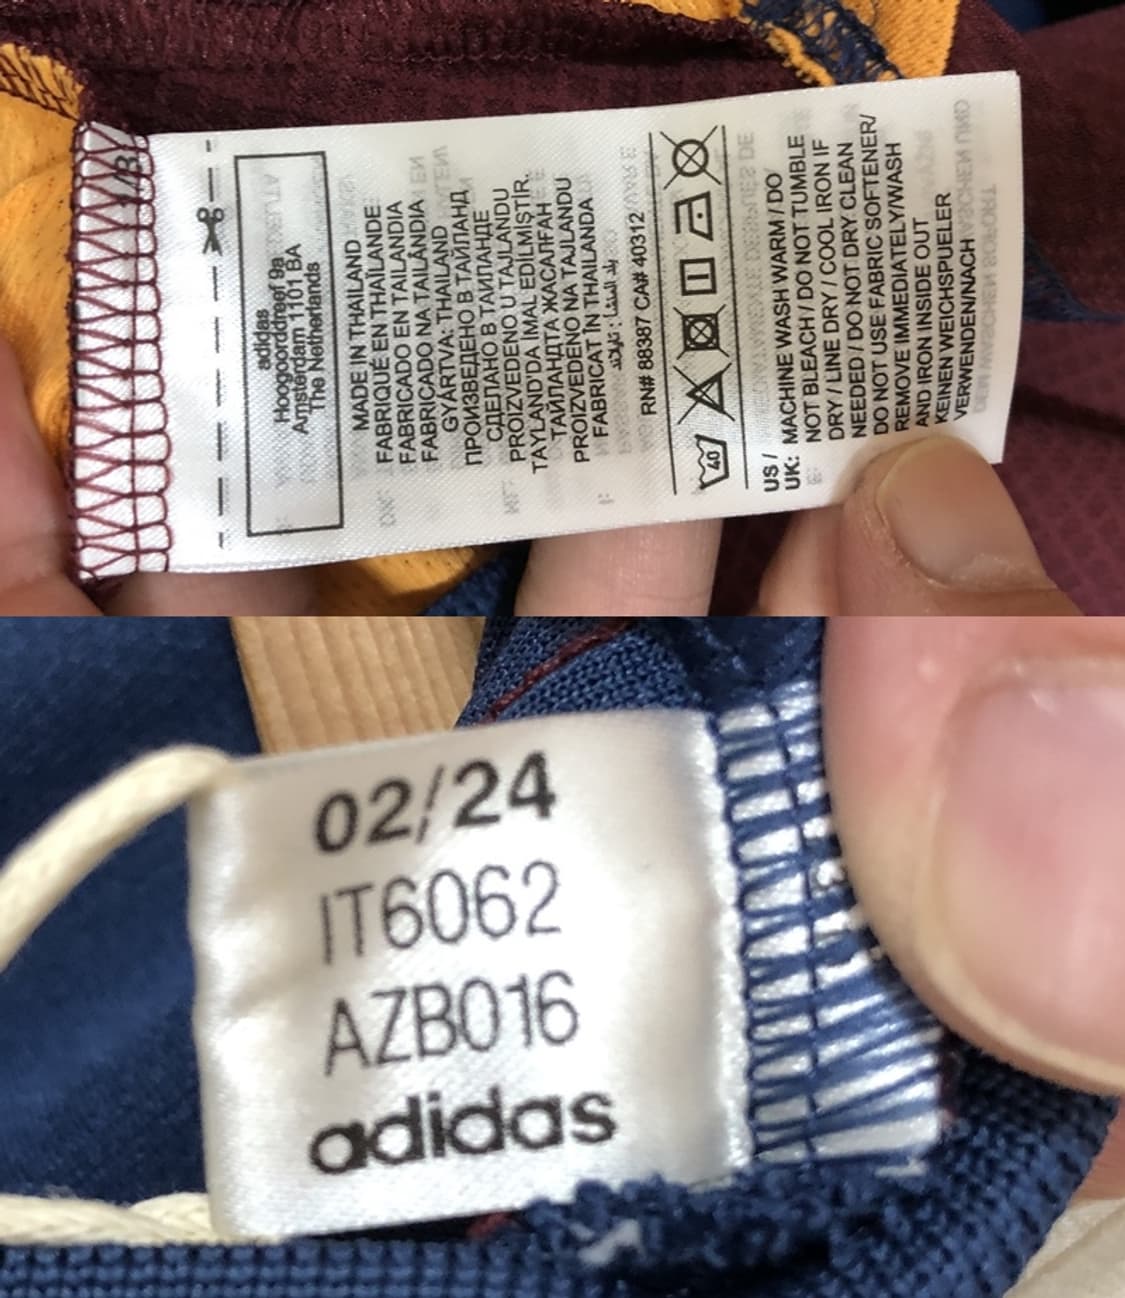 adidas
Hoogoorddreef 9a
Amsterdam 1101 BA
The Netherlands
MADE IN THAILAND
FABRIQUÉ EN THAÏLANDE
FABRICADO EN TAILANDIA
FABRICADO NA TAILÂNDIA
GYÁRTVA: THAILAND
ПРОИЗВЕДЕНО В ТАЙЛАНД
СДЕЛАНО В ТАИЛАНДЕ
PROIZVEDENO U TAJLANDU
TAYLAND'DA İMAL EDİLMİŞTİR.
ТАЙЛАНДТА ЖАСАЛҒАН
PROIZVEDENO NA TAJLANDU
FABRICAT ÎN THAILANDA
بلد المنشأ : تايلاند
RN# 88387 CA# 40312
40
US /
UK: MACHINE WASH WARM / DO
NOT BLEACH / DO NOT TUMBLE
DRY / LINE DRY / COOL IRON IF
NEEDED / DO NOT DRY CLEAN
DO NOT USE FABRIC SOFTENER/
REMOVE IMMEDIATELY/WASH
AND IRON INSIDE OUT
KEINEN WEICHSPUELER
VERWENDEN/NACH
02/24
IT6062
AZB016
adidas